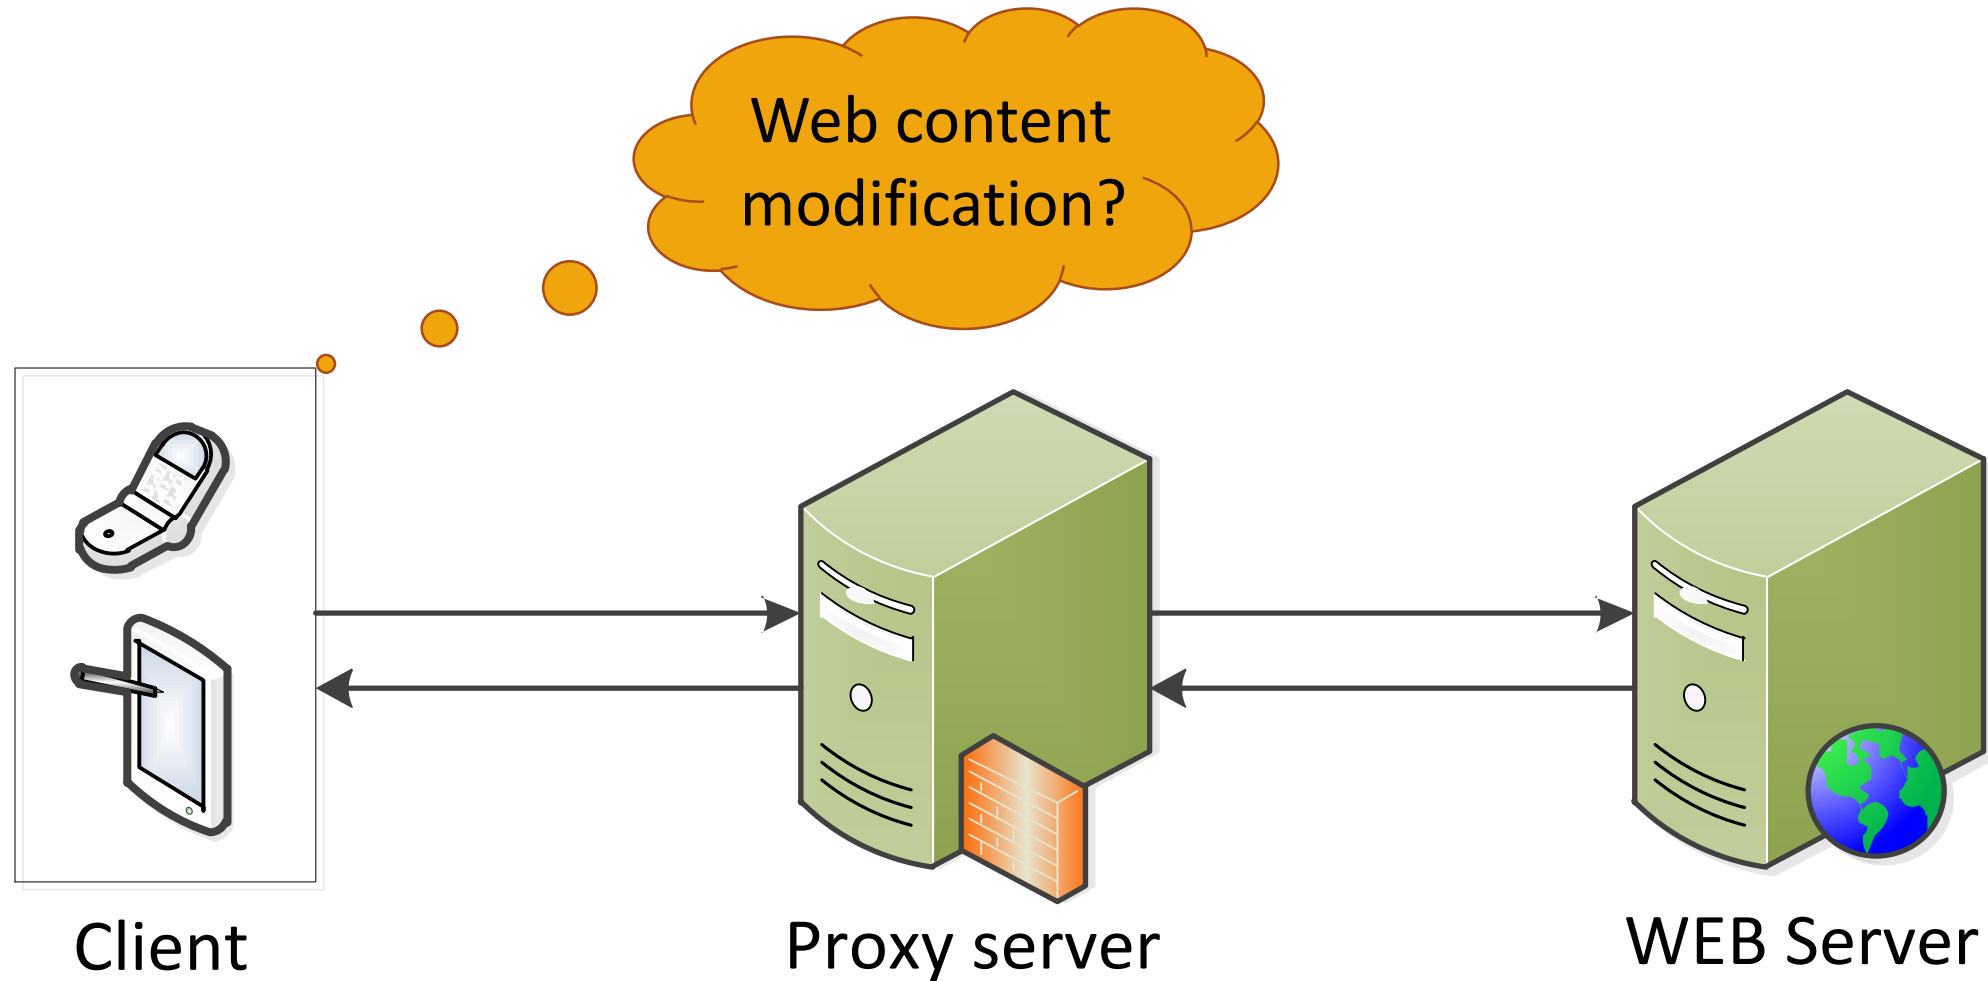 Web content
modification?
Client
Proxy server
WEB Server